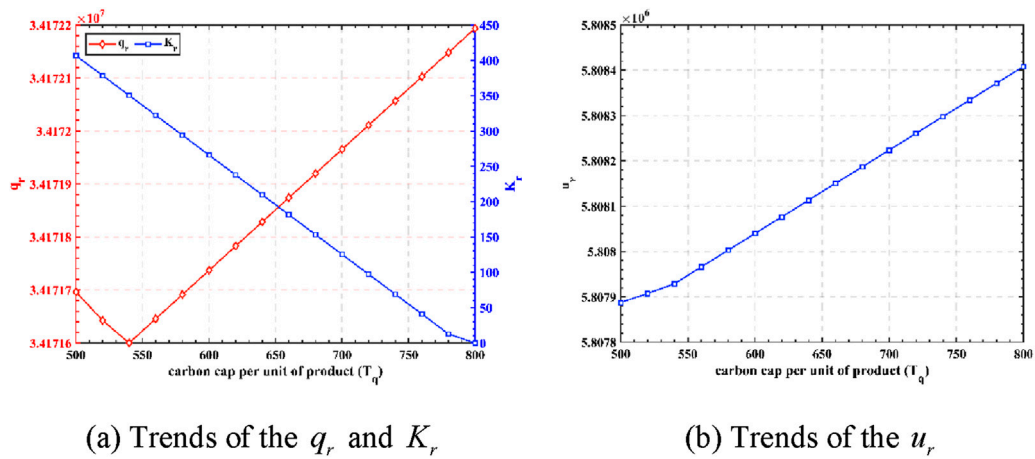 ×10⁷
3.41722
3.41721
3.4172
3.41719
3.41718
3.41717
3.41716
q_r
q_r K_r
450
400
350
300
250
200
150
100
50
0
K_r
500 550 600 650 700 750 800
carbon cap per unit of product (T_q)
(a) Trends of the q_r and K_r
×10⁶
5.8085
5.8084
5.8083
5.8082
5.8081
5.808
5.8079
5.8078
u_r
500 550 600 650 700 750 800
carbon cap per unit of product (T_q)
(b) Trends of the u_r